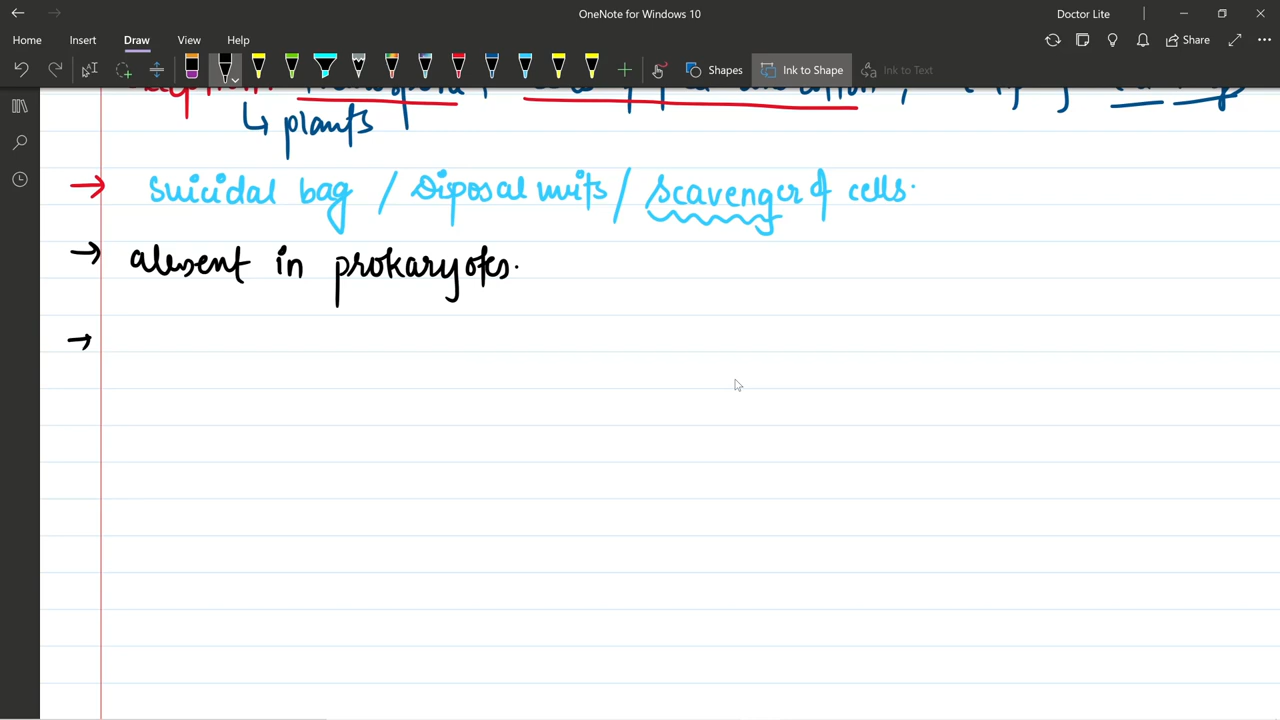 OneNote for Windows 10
Doctor Lite
Home Insert Draw View Help
Share
Shapes Ink to Shape Ink to Text
↳ plants
→ Suicidal bag / Disposal units / scavenger of cells.
→ absent in prokaryotes.
→